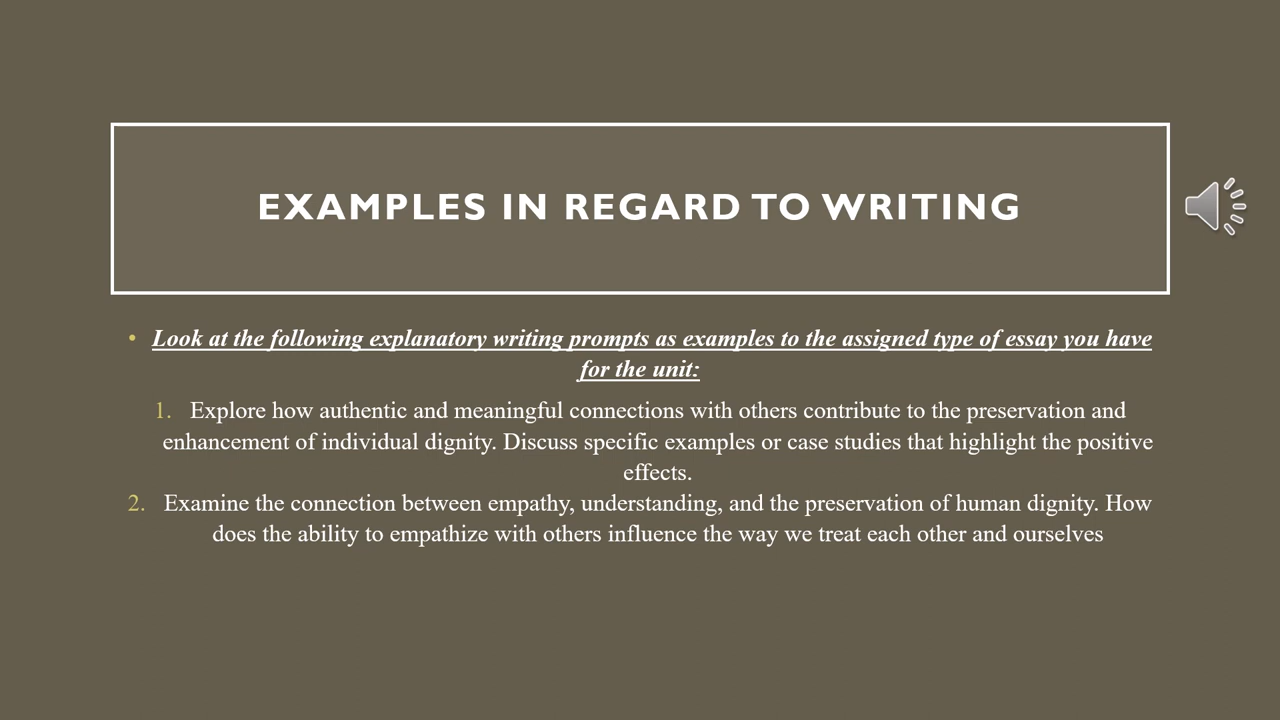 EXAMPLES IN REGARD TO WRITING
• Look at the following explanatory writing prompts as examples to the assigned type of essay you have
for the unit:
1. Explore how authentic and meaningful connections with others contribute to the preservation and
enhancement of individual dignity. Discuss specific examples or case studies that highlight the positive
effects.
2. Examine the connection between empathy, understanding, and the preservation of human dignity. How
does the ability to empathize with others influence the way we treat each other and ourselves